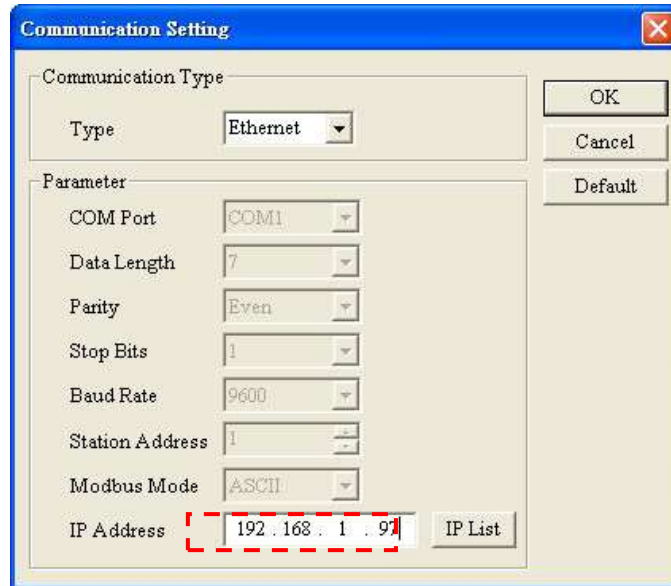 Communication Setting
Communication Type
Type Ethernet
OK
Cancel
Default
Parameter
COM Port COM1
Data Length 7
Parity Even
Stop Bits 1
Baud Rate 9600
Station Address 1
Modbus Mode ASCII
IP Address 192 . 168 . 1 . 97 IP List